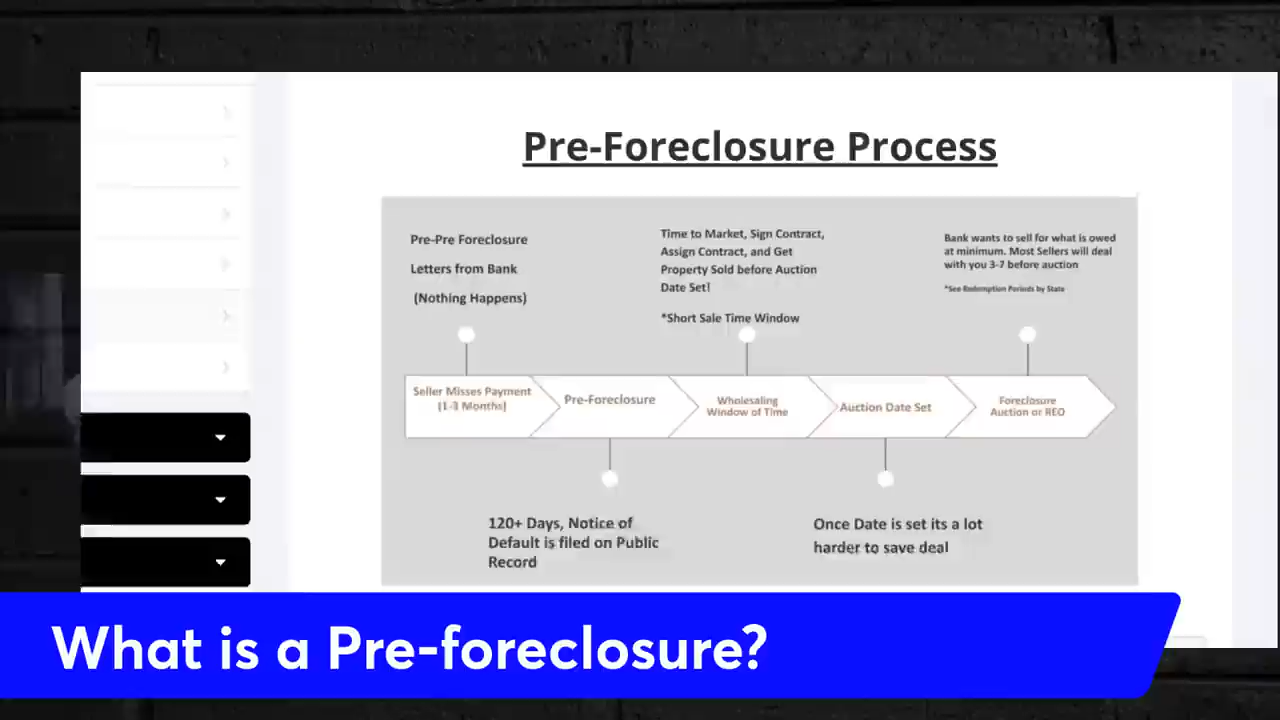 Pre-Foreclosure Process
Pre-Pre Foreclosure
Letters from Bank
(Nothing Happens)
Time to Market, Sign Contract,
Assign Contract, and Get
Property Sold before Auction
Date Set!
*Short Sale Time Window
Bank wants to sell for what is owed
at minimum. Most Sellers will deal
with you 3-7 before auction
*See Redemption Periods by State
Seller Misses Payment
(1-3 Months)
Pre-Foreclosure
Wholesaling
Window of Time
Auction Date Set
Foreclosure
Auction or REO
120+ Days, Notice of
Default is filed on Public
Record
Once Date is set its a lot
harder to save deal
What is a Pre-foreclosure?